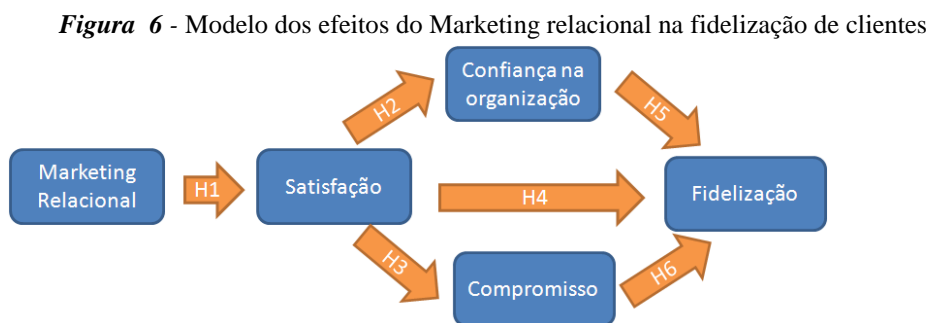 Figura 6 - Modelo dos efeitos do Marketing relacional na fidelização de clientes
Confiança na
organização
H2
H5
Marketing
Relacional
H1
Satisfação
H4
Fidelização
H3
Compromisso
H6